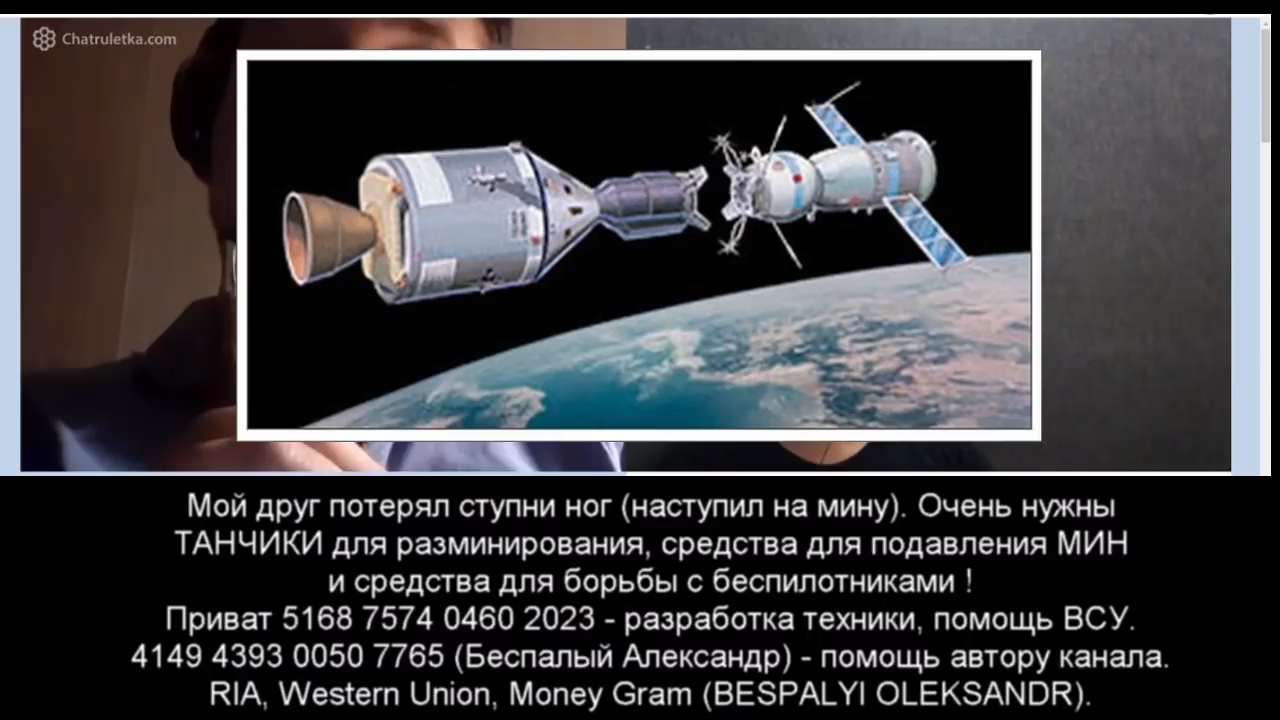 Chatruletka.com
Мой друг потерял ступни ног (наступил на мину). Очень нужны
ТАНЧИКИ для разминирования, средства для подавления МИН
и средства для борьбы с беспилотниками !
Приват 5168 7574 0460 2023 - разработка техники, помощь ВСУ.
4149 4393 0050 7765 (Беспалый Александр) - помощь автору канала.
RIA, Western Union, Money Gram (BESPALYI OLEKSANDR).